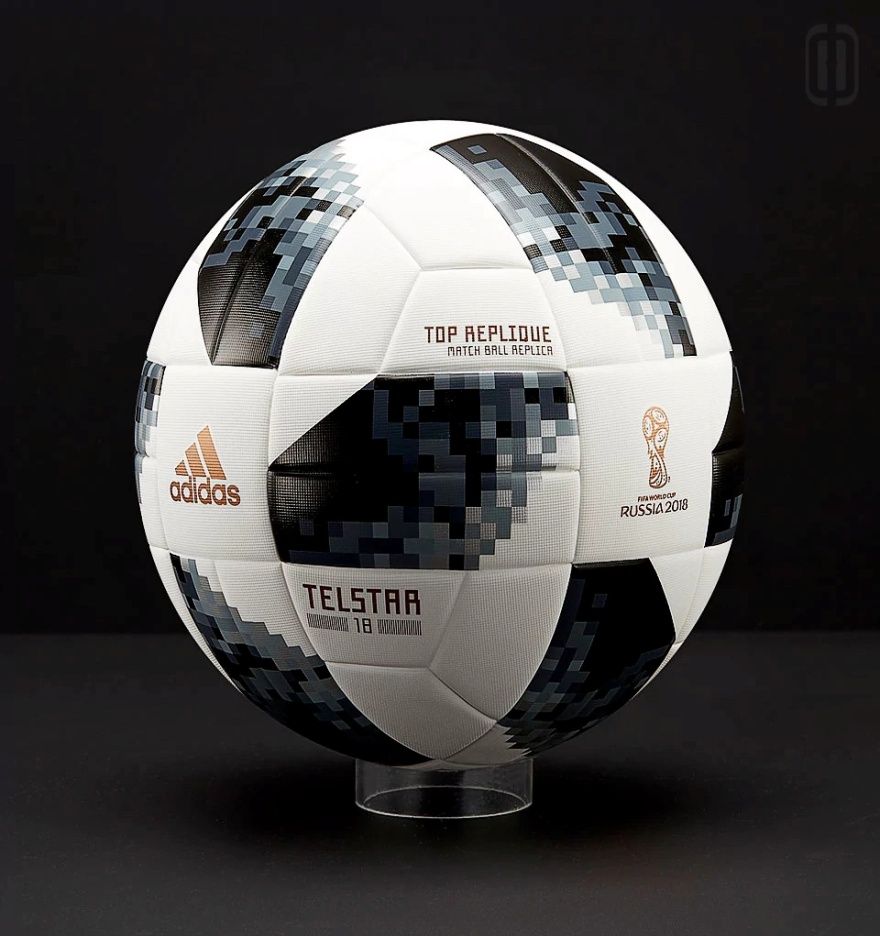 TOP REPLIQUE
MATCH BALL REPLICA
adidas
FIFA WORLD CUP
RUSSIA 2018
TELSTAR
18